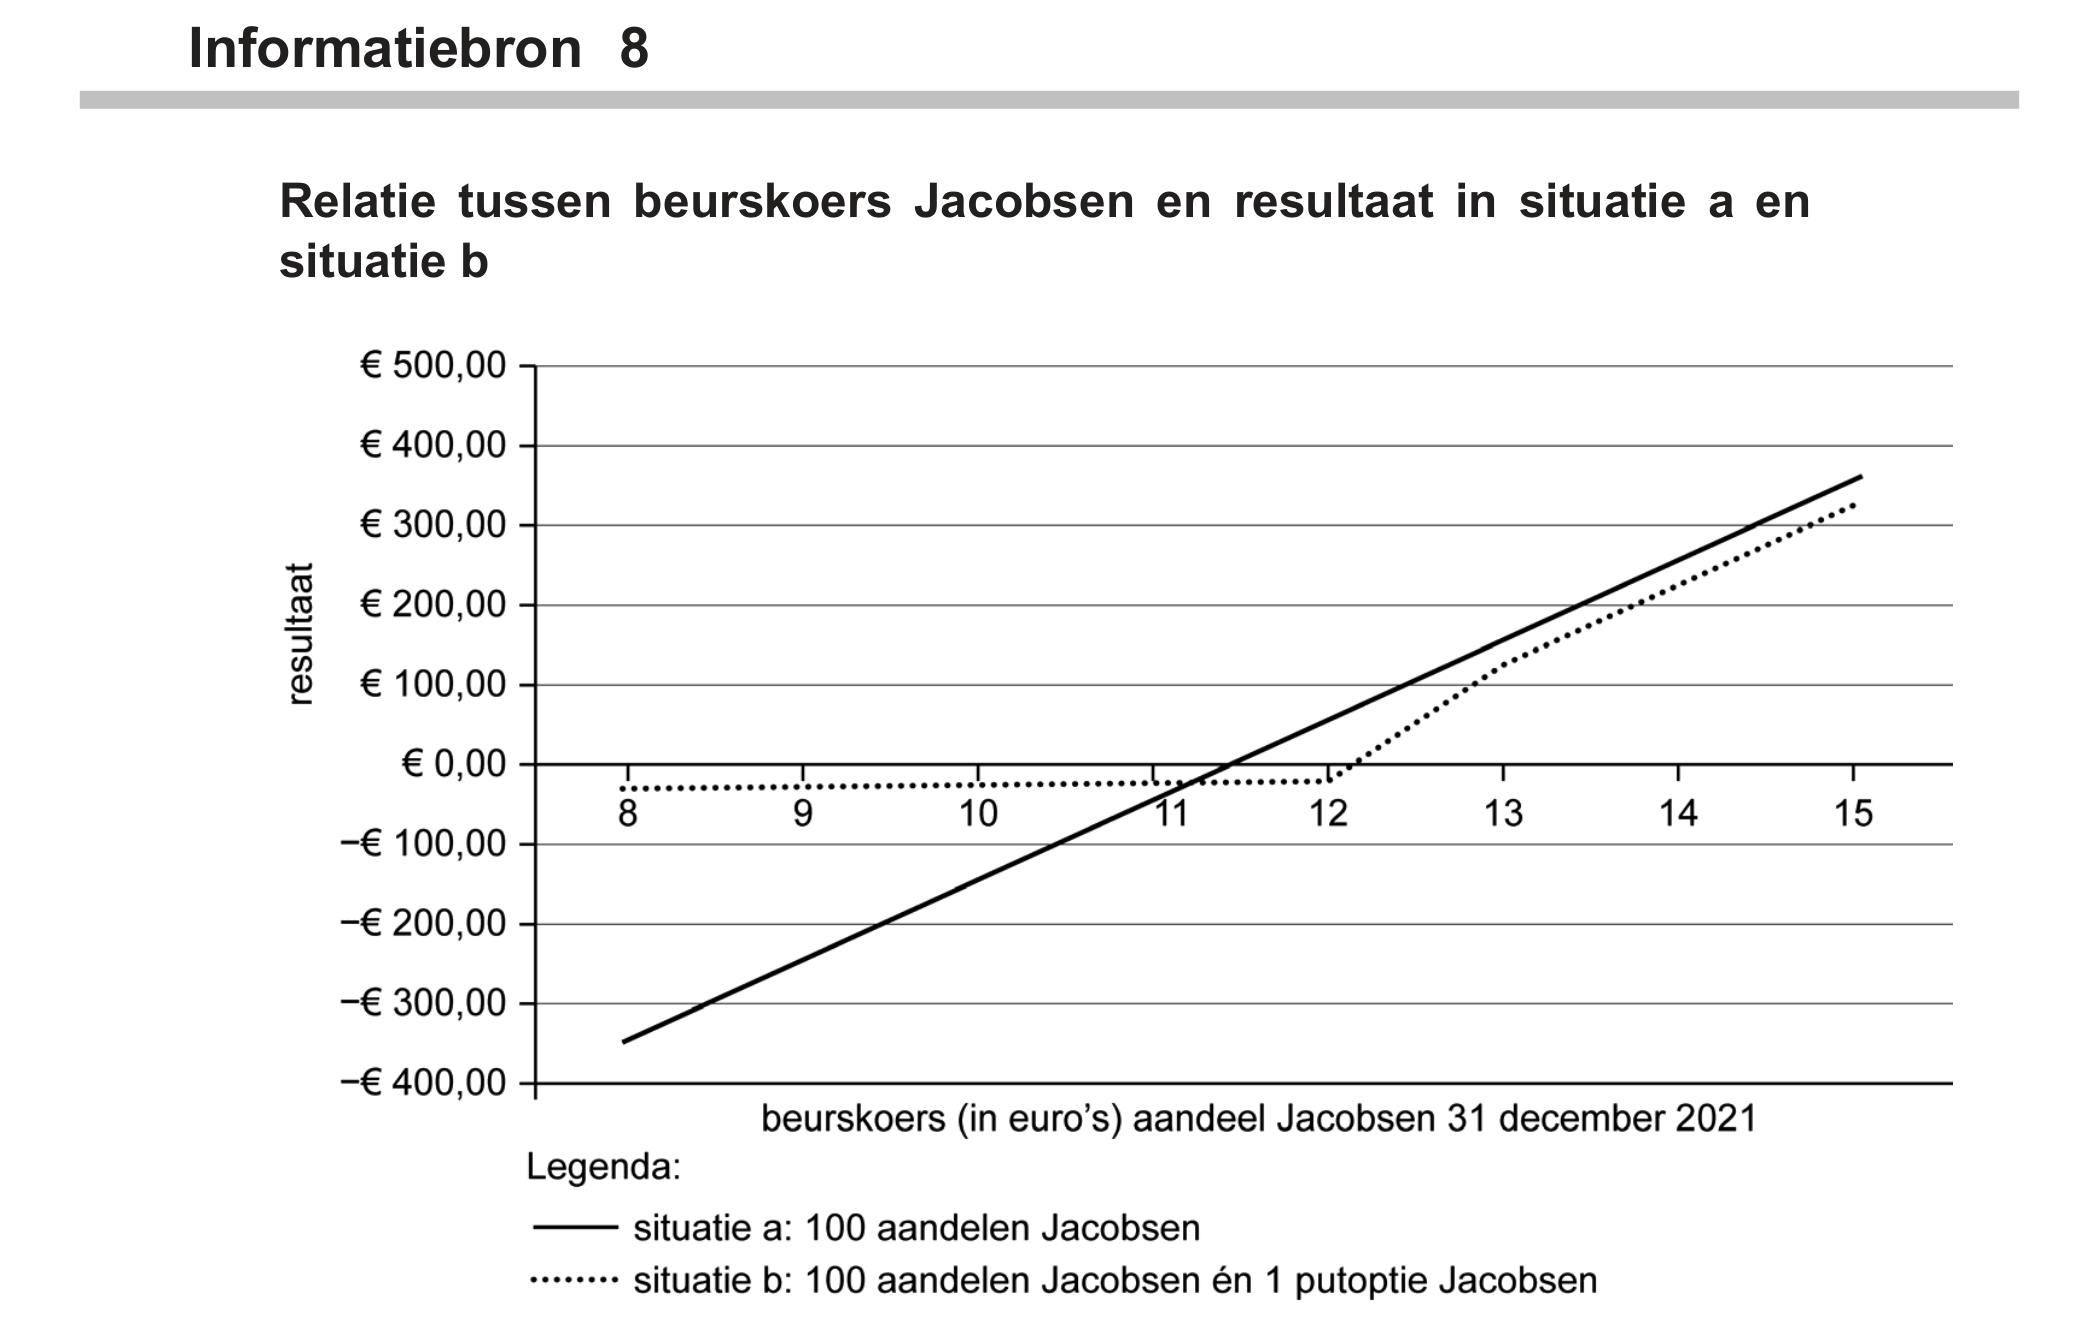 Informatiebron 8
Relatie tussen beurskoers Jacobsen en resultaat in situatie a en
situatie b
€ 500,00
€ 400,00
€ 300,00
€ 200,00
€ 100,00
€ 0,00
−€ 100,00
−€ 200,00
−€ 300,00
−€ 400,00
resultaat
8 9 10 11 12 13 14 15
beurskoers (in euro’s) aandeel Jacobsen 31 december 2021
Legenda:
situatie a: 100 aandelen Jacobsen
situatie b: 100 aandelen Jacobsen én 1 putoptie Jacobsen